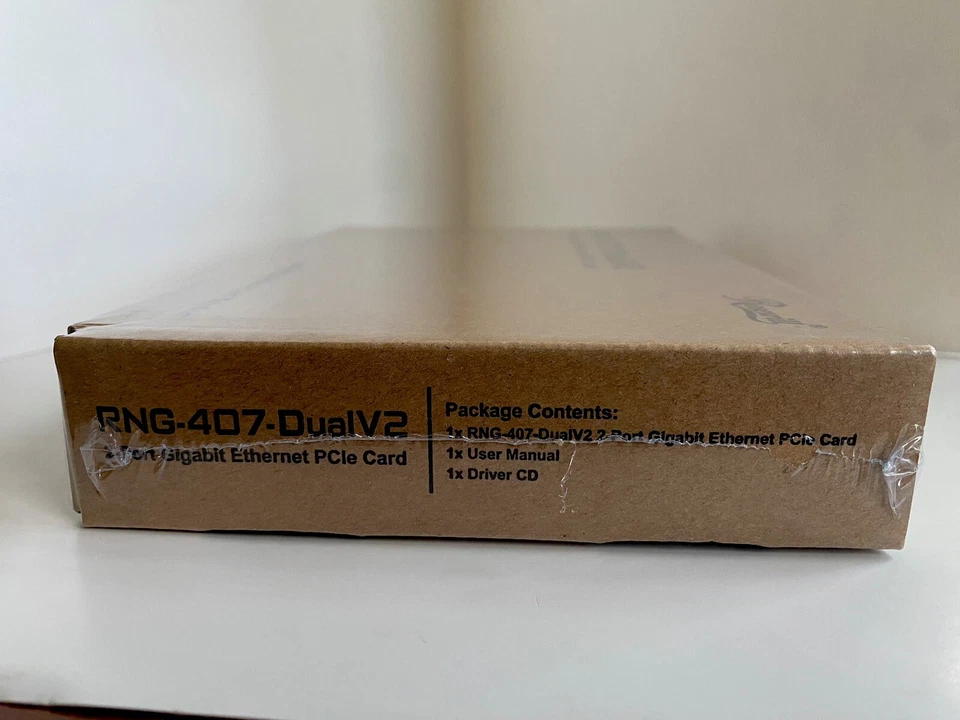 RNG-407-DualV2
Port Gigabit Ethernet PCIe Card
Package Contents:
1x RNG-407-DualV2 2 Port Gigabit Ethernet PCIe Card
1x User Manual
1x Driver CD